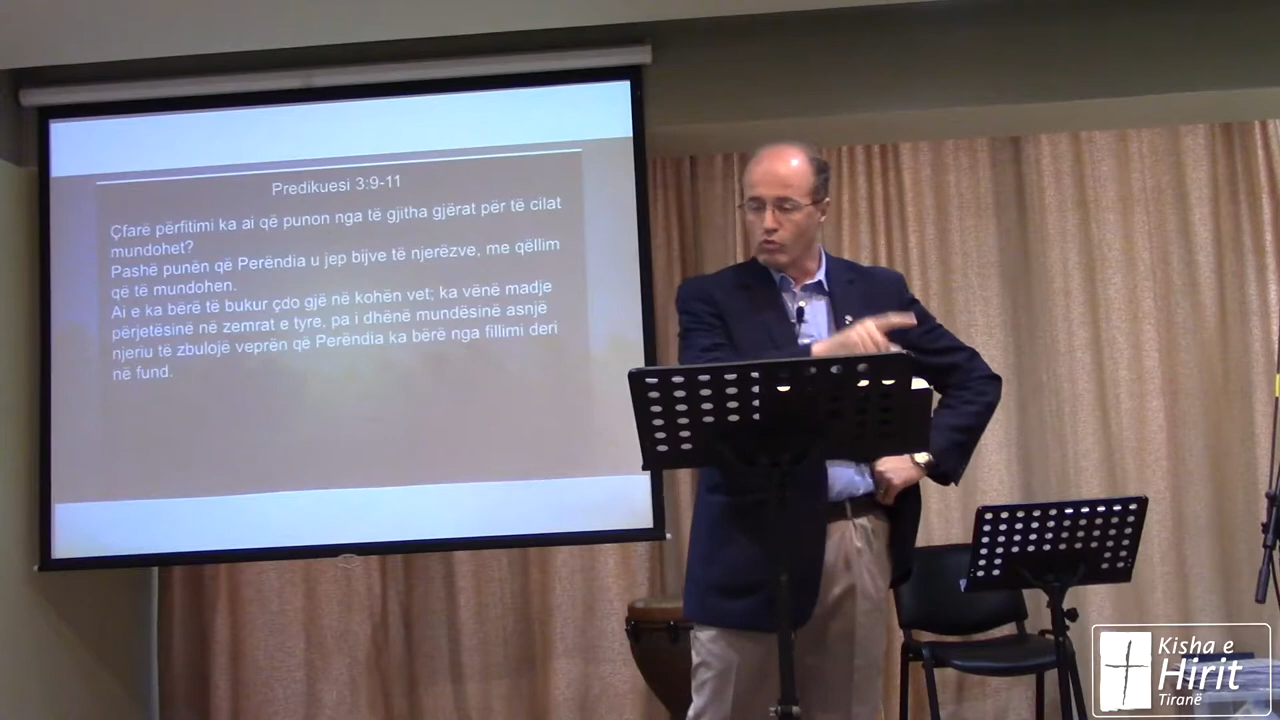 Predikuesi 3:9-11
Çfarë përfitimi ka ai që punon nga të gjitha gjërat për të cilat
mundohet?
Pashë punën që Perëndia u jep bijve të njerëzve, me qëllim
që të mundohen.
Ai e ka bërë të bukur çdo gjë në kohën vet; ka vënë madje
përjetësinë në zemrat e tyre, pa i dhënë mundësinë asnjë
njeriu të zbulojë veprën që Perëndia ka bërë nga fillimi deri
në fund.
Kisha e
Hirit
Tiranë